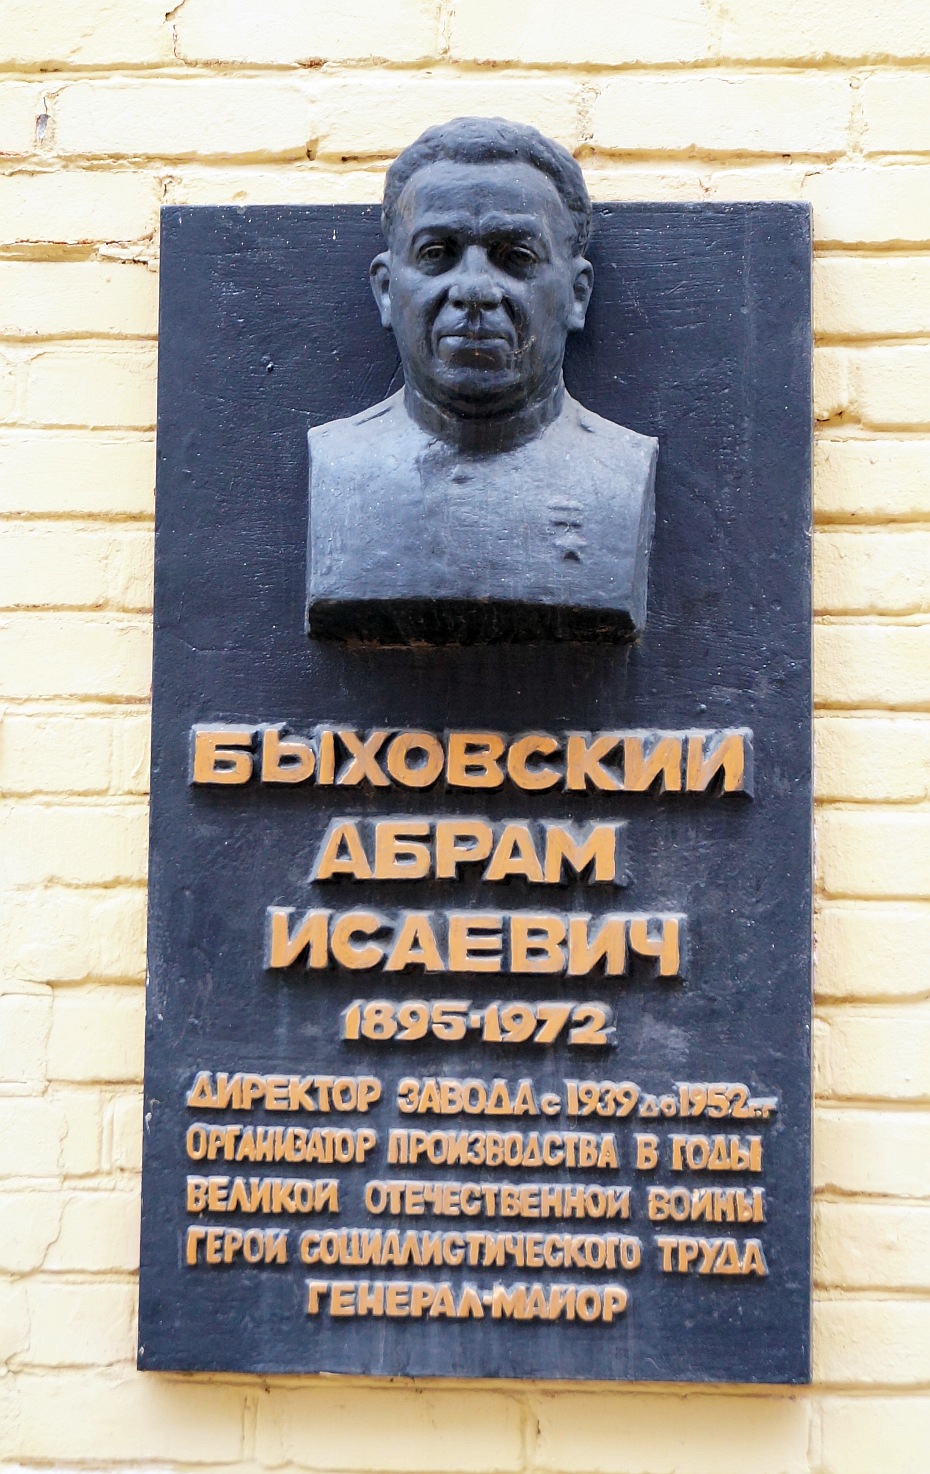 БЫХОВСКИЙ
АБРАМ
ИСАЕВИЧ
1895-1972
ДИРЕКТОР ЗАВОДА с 1939 до 1952 гг.
ОРГАНИЗАТОР ПРОИЗВОДСТВА В ГОДЫ
ВЕЛИКОЙ ОТЕЧЕСТВЕННОЙ ВОЙНЫ
ГЕРОЙ СОЦИАЛИСТИЧЕСКОГО ТРУДА
ГЕНЕРАЛ-МАЙОР